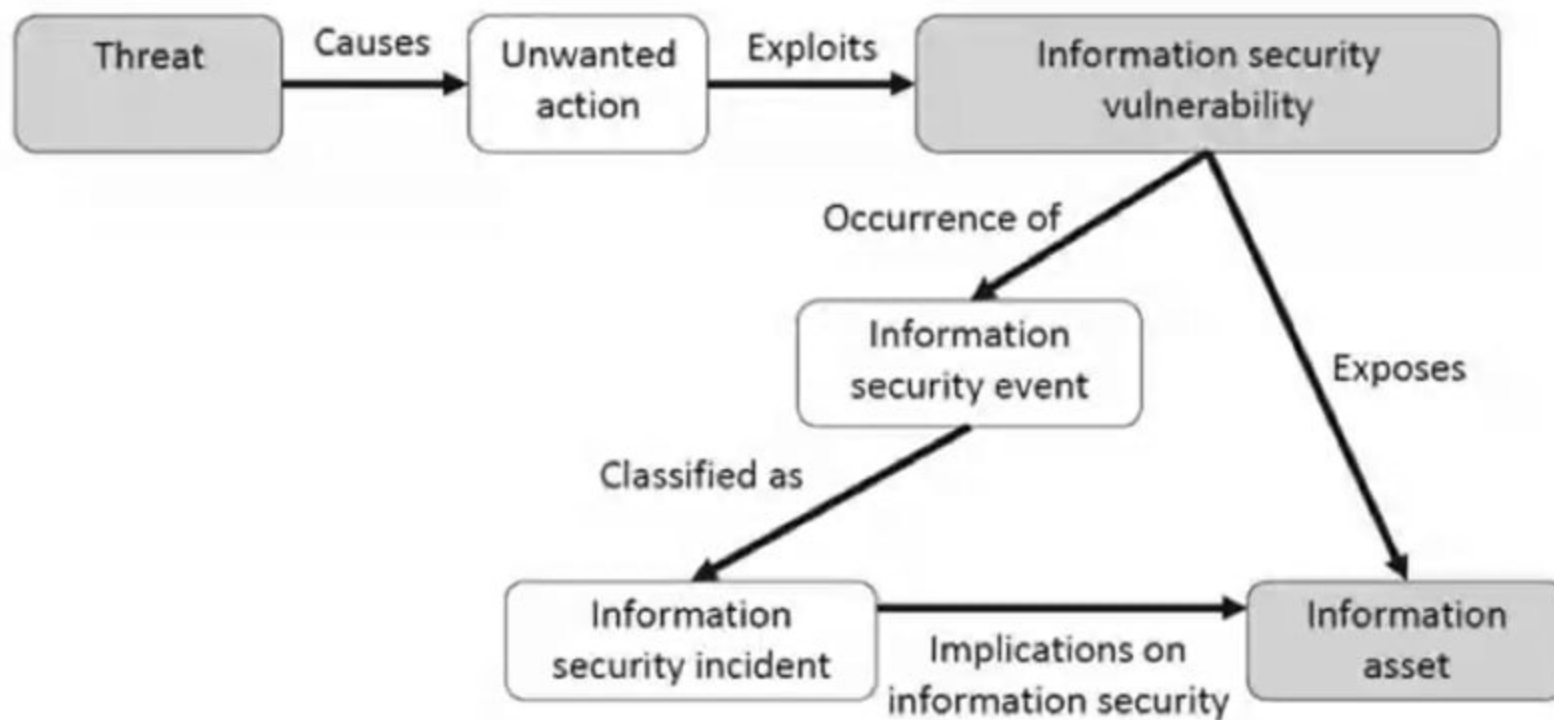 Threat
Causes
Unwanted
action
Exploits
Information security
vulnerability
Occurrence of
Information
security event
Exposes
Classified as
Information
security incident
Implications on
information security
Information
asset